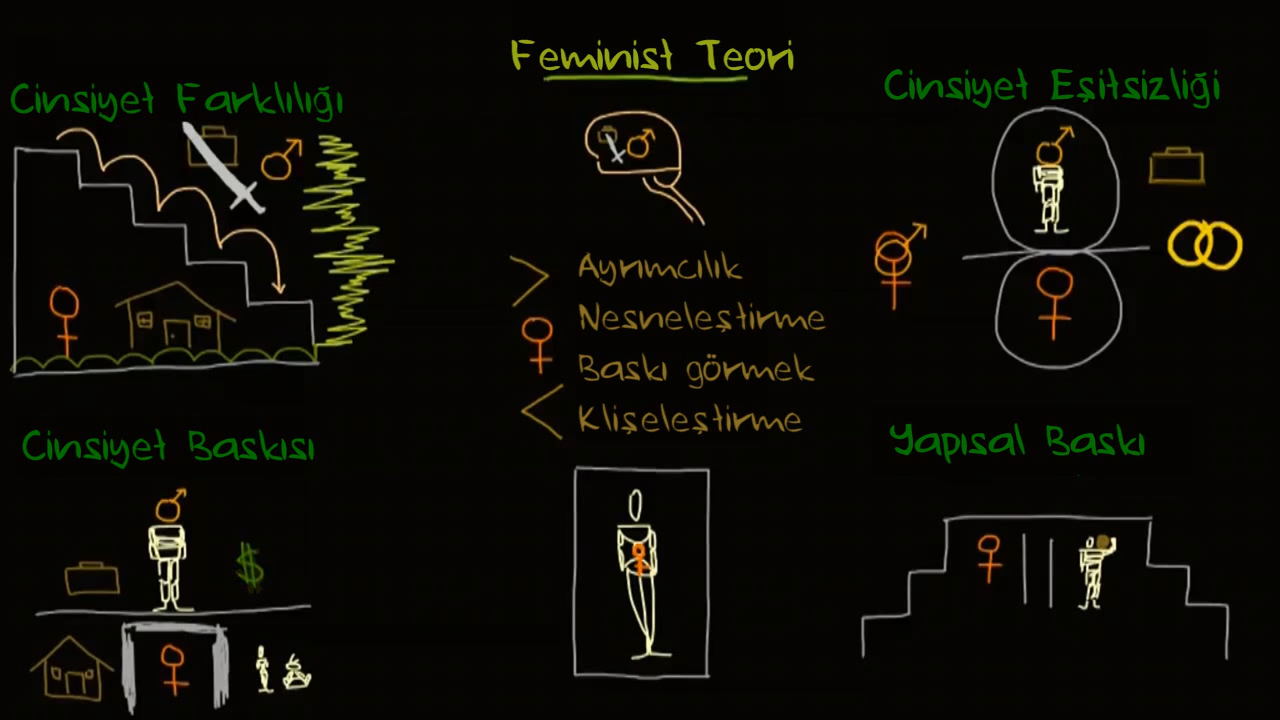 Feminist Teori
Cinsiyet Farklılığı
Cinsiyet Eşitsizliği
Ayrımcılık
Nesneleştirme
Baskı görmek
Klişeleştirme
Cinsiyet Baskısı
Yapısal Baskı
$